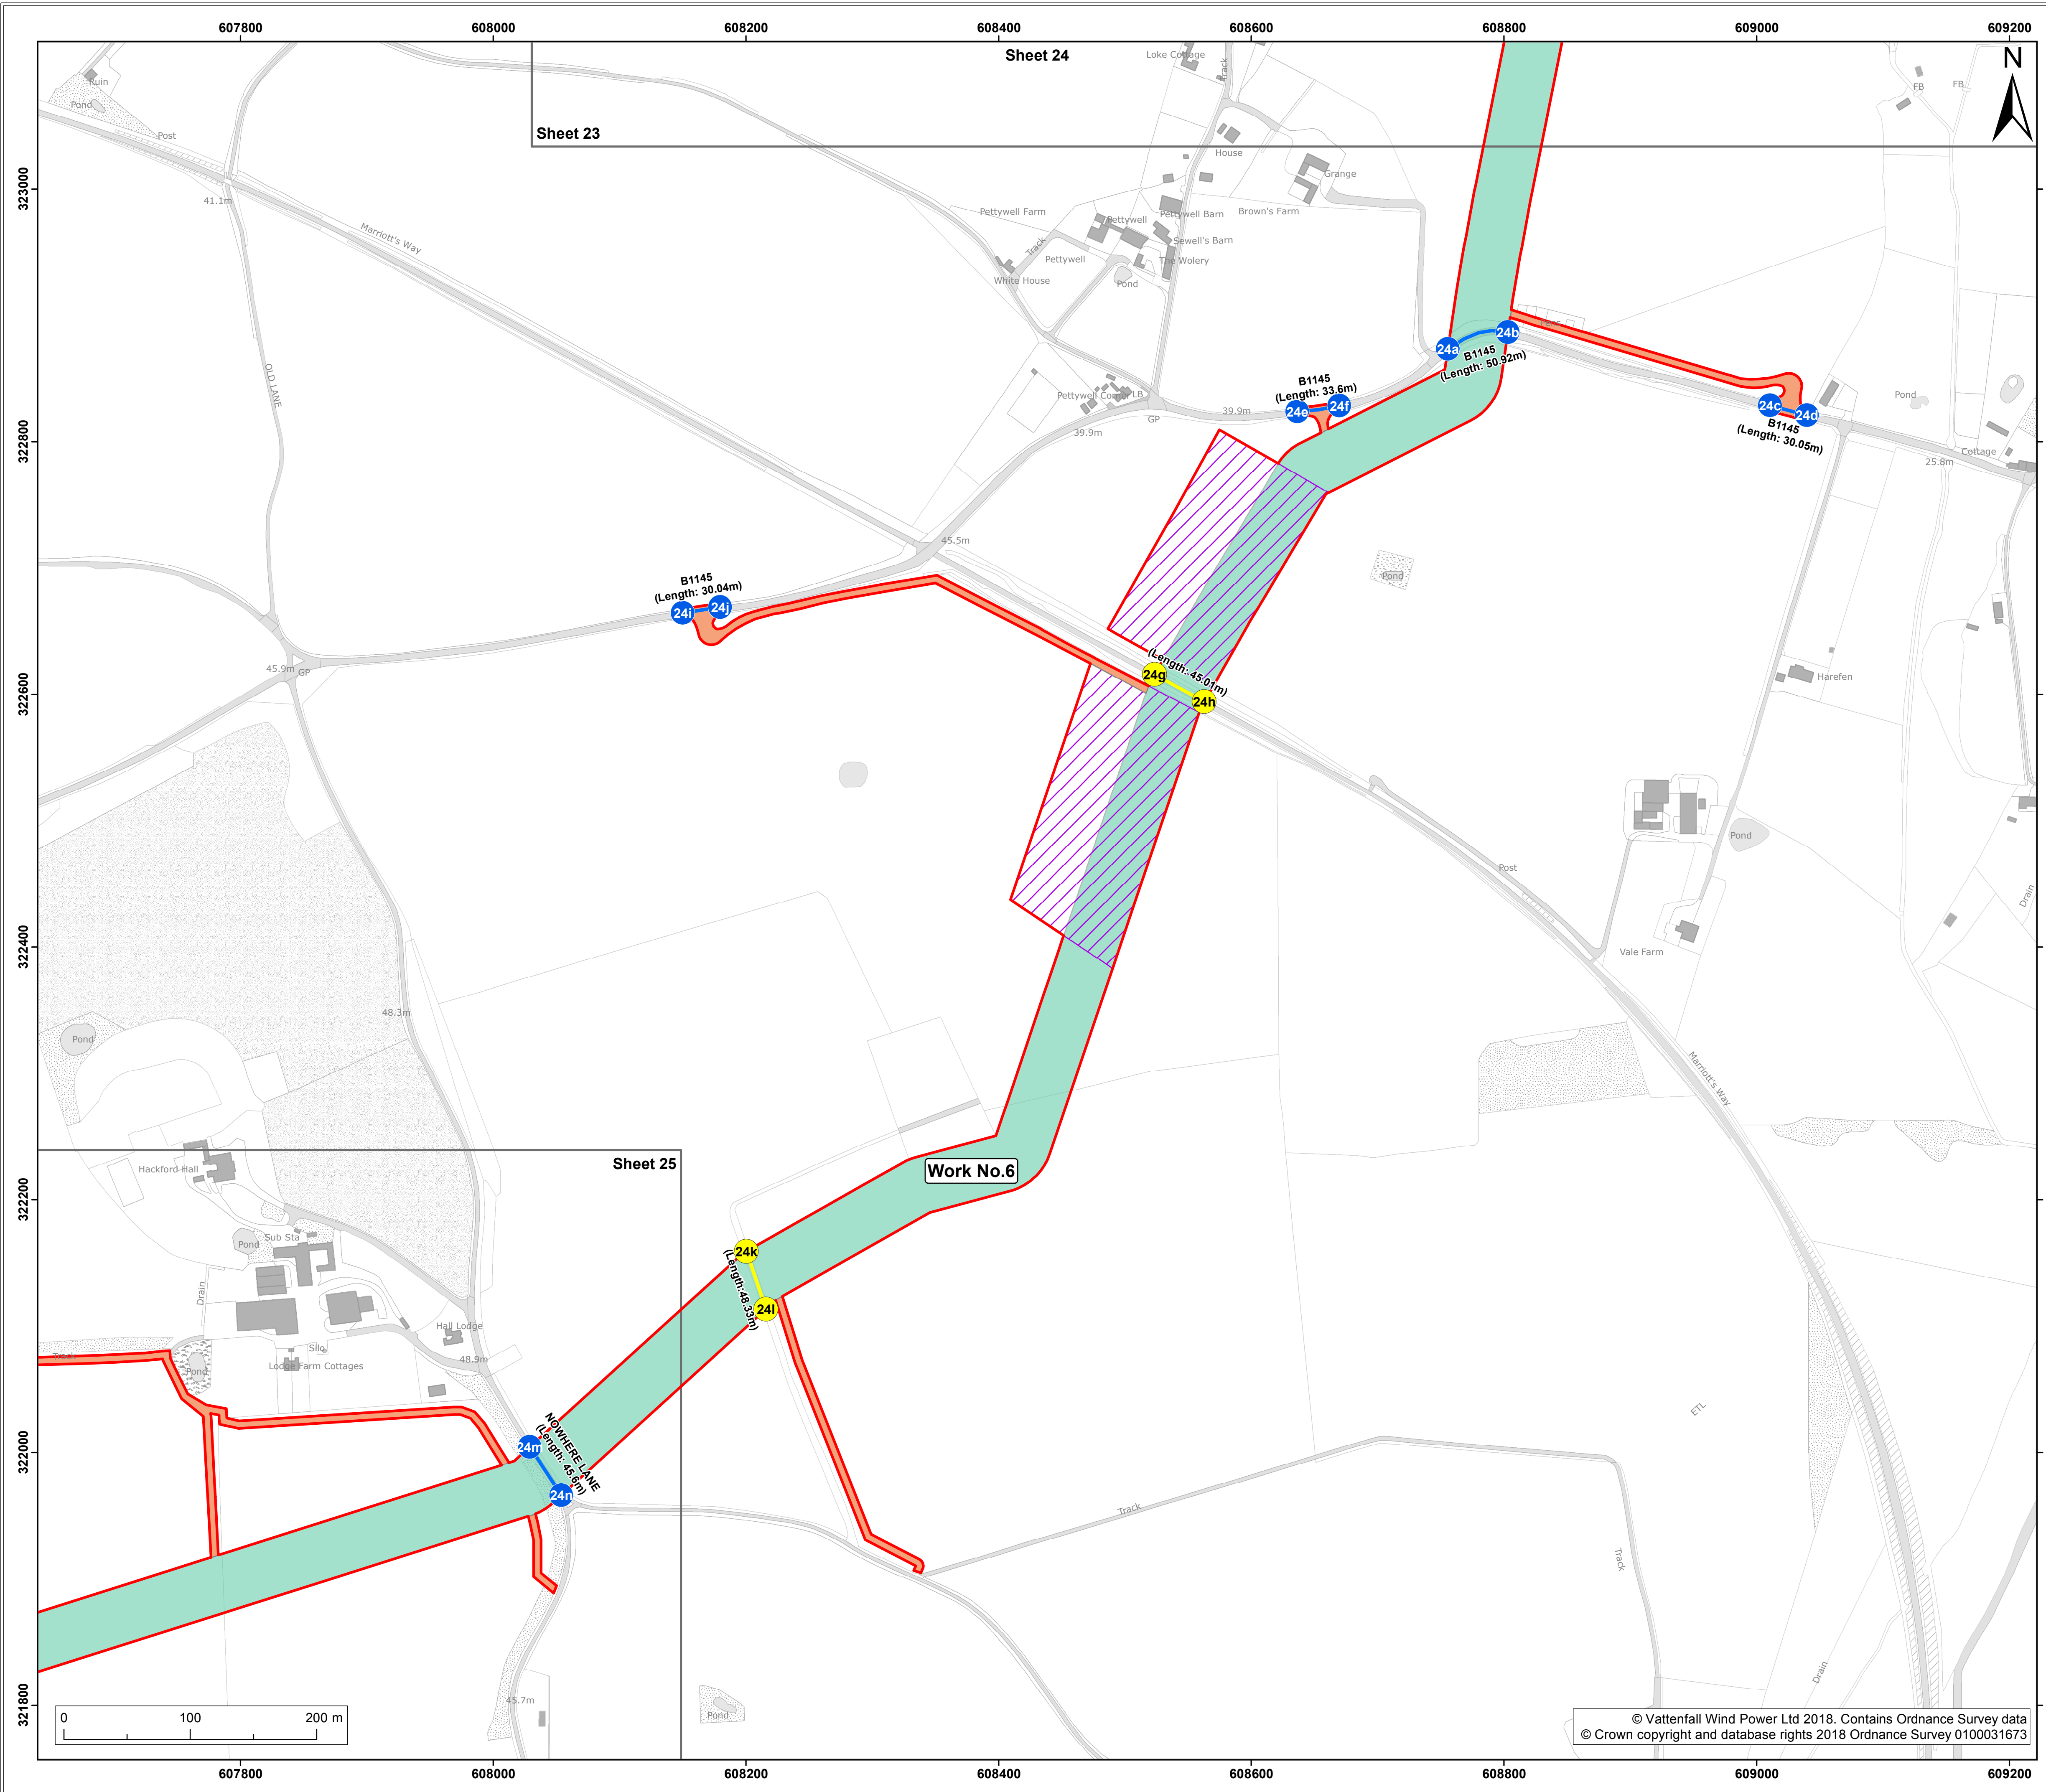 607800 608000 608200 608400 608600 608800 609000 609200
Sheet 24
N
Loke Cottage
Track
FB
FB
Ruin
Pond
Post
Sheet 23
House
Grange
323000
323000
41.1m
Marriott's Way
Pettywell Farm
Pettywell
Pettywell Barn
Brown's Farm
Track
Sewell's Barn
Pettywell
The Wolery
White House
Pond
24a
24b
B1145
(Length: 50.92m)
OLD LANE
B1145
(Length: 33.6m)
24e
24f
Pettywell Corner
LB
GP
39.9m
39.9m
24c
24d
B1145
(Length: 30.05m)
Pond
Cottage
25.8m
322800
45.5m
B1145
(Length: 30.04m)
24i
24j
Pond
45.9m
GP
(Length: 45.01m)
24g
24h
Harefen
322600
Pond
Post
Drain
Vale Farm
322400
48.3m
Pond
Marriott's Way
Hackford Hall
Sheet 25
Work No.6
322200
Pond
Sub Sta
24k
(Length:48.33m)
24l
Drain
Hall Lodge
Silo
Track
Pond
Lodge Farm Cottages
48.9m
ETL
NOWHERE LANE
(Length: 45.6m)
24m
24n
322000
Track
Track
Drain
45.7m
Pond
321800
0 100 200 m
© Vattenfall Wind Power Ltd 2018. Contains Ordnance Survey data
© Crown copyright and database rights 2018 Ordnance Survey 0100031673
607800 608000 608200 608400 608600 608800 609000 609200